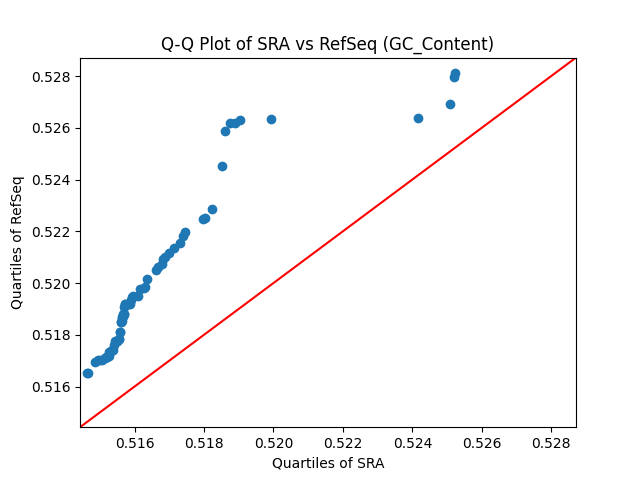 Q-Q Plot of SRA vs RefSeq (GC_Content)
0.528
0.526
0.524
0.522
0.520
0.518
0.516
Quartiles of RefSeq
0.516 0.518 0.520 0.522 0.524 0.526 0.528
Quartiles of SRA